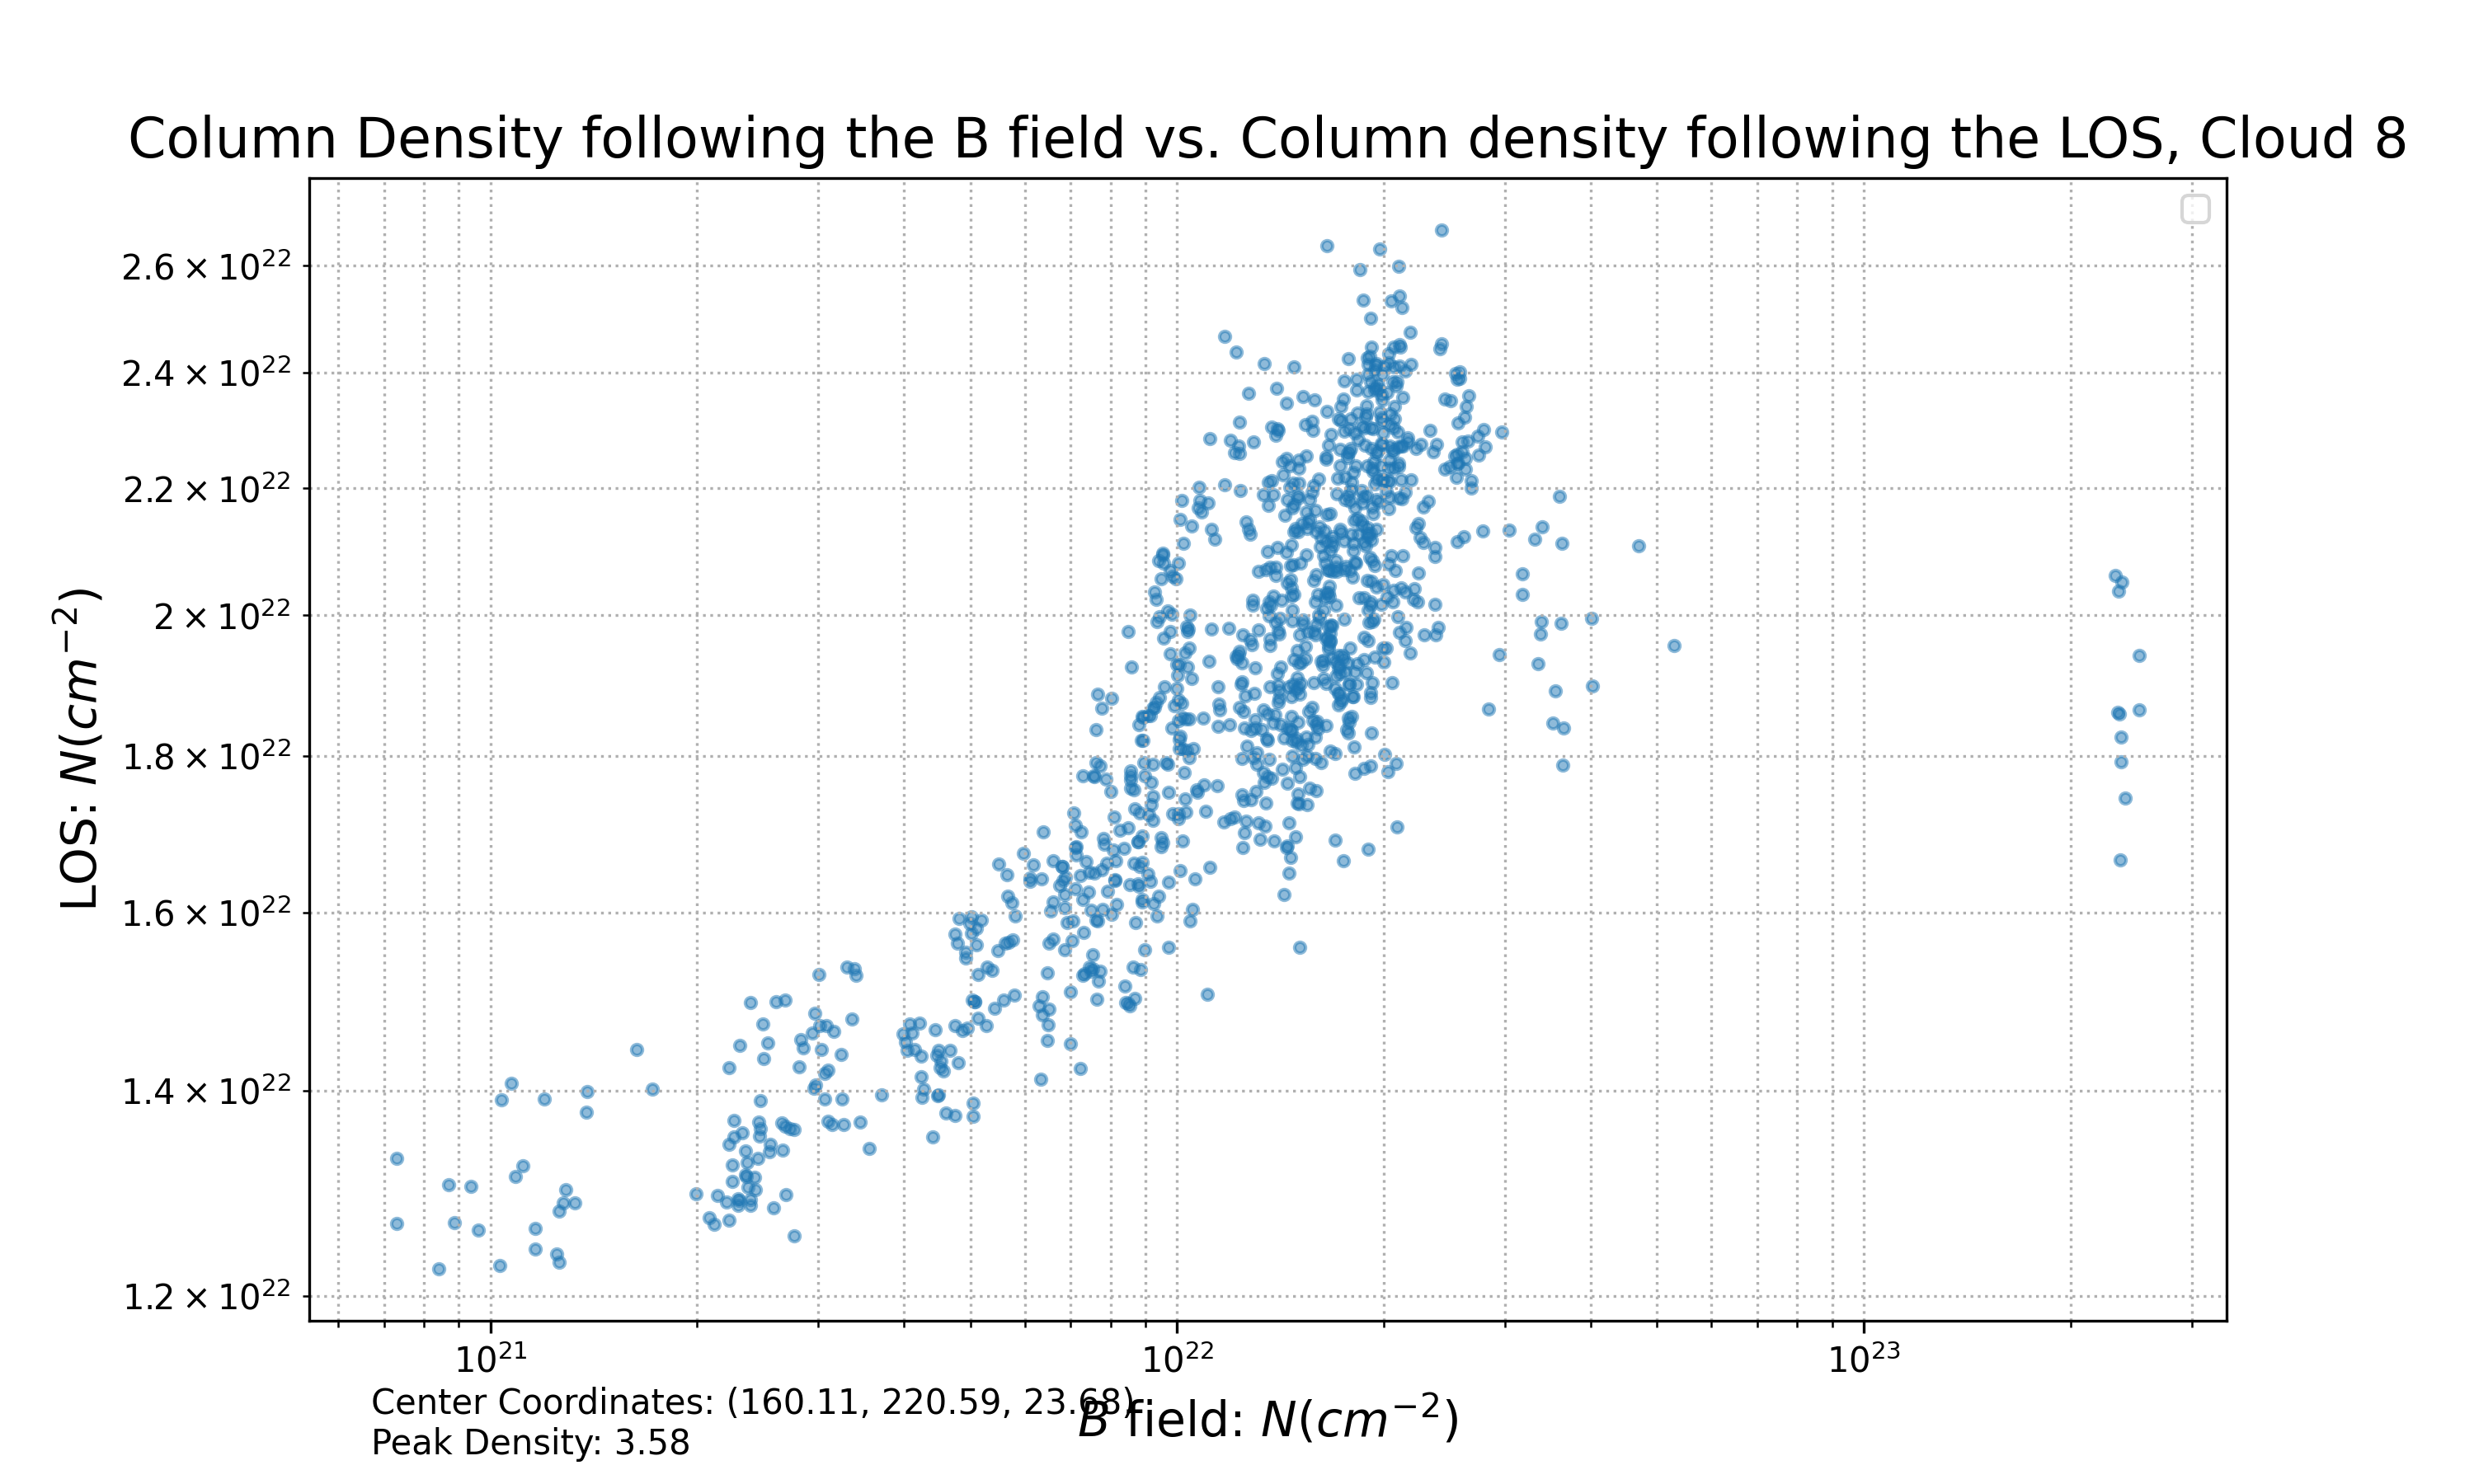 Column Density following the B field vs. Column density following the LOS, Cloud 8
2.6 × 10²²
2.4 × 10²²
2.2 × 10²²
2 × 10²²
1.8 × 10²²
1.6 × 10²²
1.4 × 10²²
1.2 × 10²²
LOS: N(cm⁻²)
10²¹ 10²² 10²³
Center Coordinates: (160.11, 220.59, 23.68)
B field: N(cm⁻²)
Peak Density: 3.58